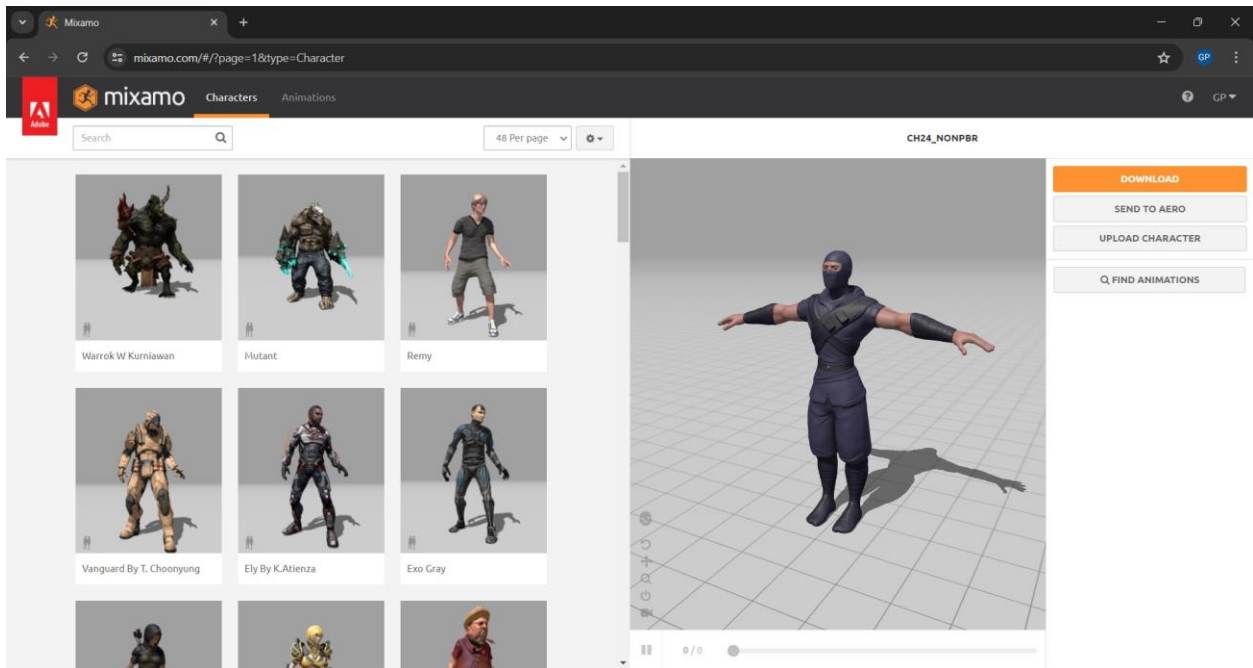 Mixamo
mixamo.com/#/?page=1&type=Character
GP
Adobe
mixamo
Characters
Animations
GP
Search
48 Per page
CH24_NONPBR
DOWNLOAD
SEND TO AERO
UPLOAD CHARACTER
FIND ANIMATIONS
Warrok W Kurniawan
Mutant
Remy
Vanguard By T. Choonyung
Ely By K.Atienza
Exo Gray
0 / 0